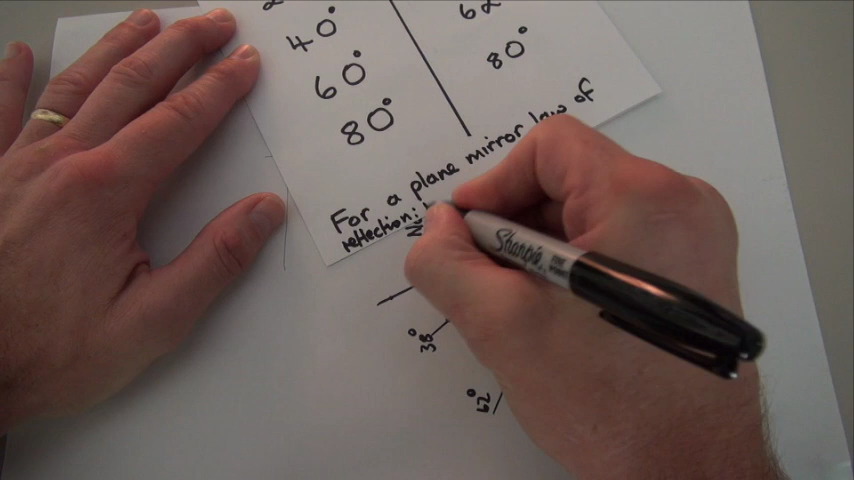 40° 62
60° 80°
80°
For a plane mirror law of
reflection:
38°
62°
Sharpie